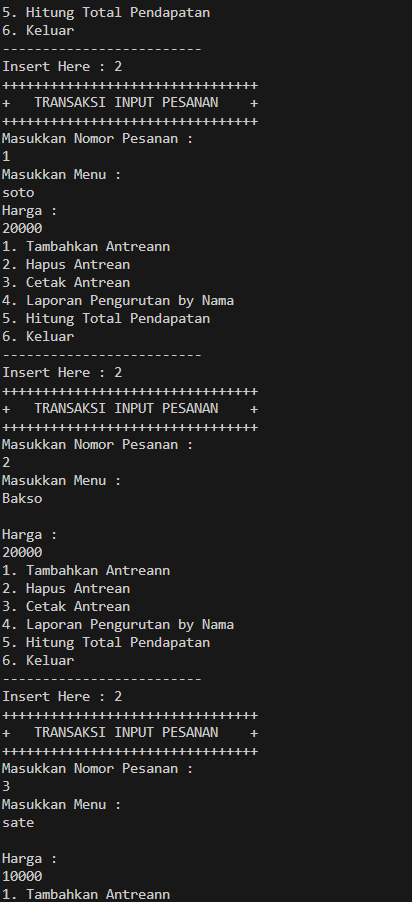 5. Hitung Total Pendapatan
6. Keluar
-------------------------
Insert Here : 2
++++++++++++++++++++++++++++++++
+   TRANSAKSI INPUT PESANAN    +
++++++++++++++++++++++++++++++++
Masukkan Nomor Pesanan :
1
Masukkan Menu :
soto
Harga :
20000
1. Tambahkan Antreann
2. Hapus Antrean
3. Cetak Antrean
4. Laporan Pengurutan by Nama
5. Hitung Total Pendapatan
6. Keluar
-------------------------
Insert Here : 2
++++++++++++++++++++++++++++++++
+   TRANSAKSI INPUT PESANAN    +
++++++++++++++++++++++++++++++++
Masukkan Nomor Pesanan :
2
Masukkan Menu :
Bakso

Harga :
20000
1. Tambahkan Antreann
2. Hapus Antrean
3. Cetak Antrean
4. Laporan Pengurutan by Nama
5. Hitung Total Pendapatan
6. Keluar
-------------------------
Insert Here : 2
++++++++++++++++++++++++++++++++
+   TRANSAKSI INPUT PESANAN    +
++++++++++++++++++++++++++++++++
Masukkan Nomor Pesanan :
3
Masukkan Menu :
sate

Harga :
10000
1. Tambahkan Antreann